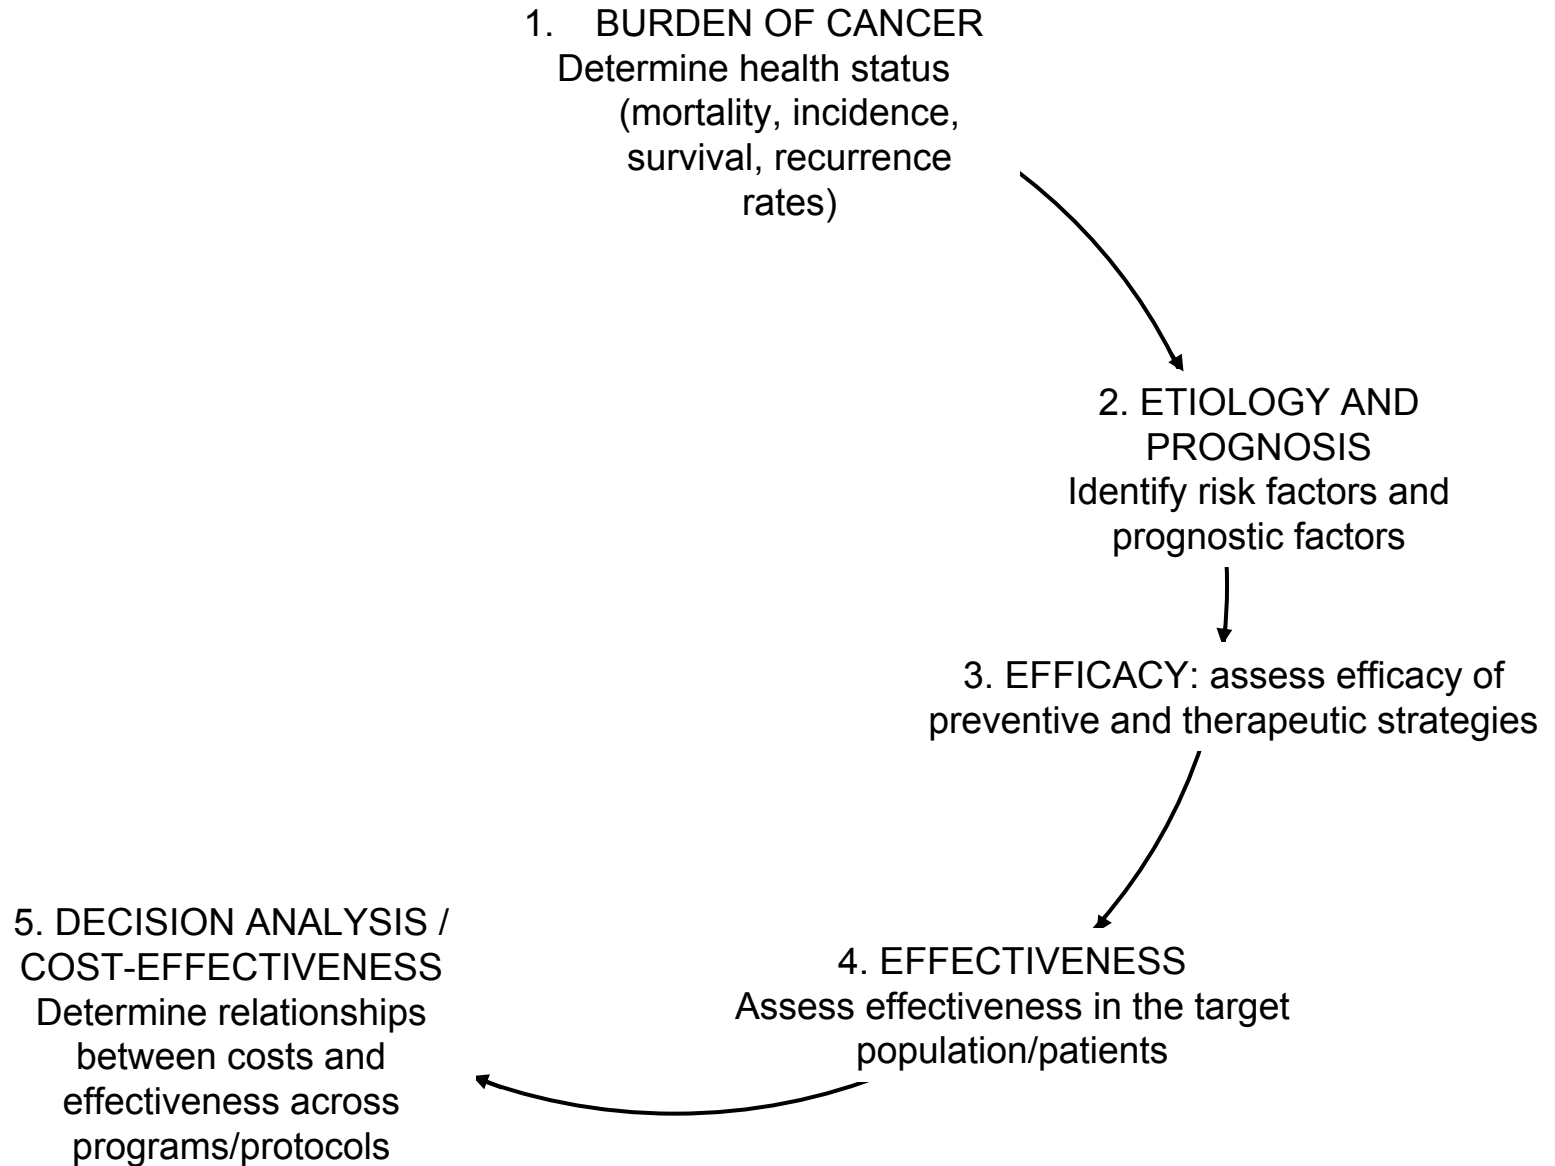 1. BURDEN OF CANCER
Determine health status
(mortality, incidence,
survival, recurrence
rates)
2. ETIOLOGY AND
PROGNOSIS
Identify risk factors and
prognostic factors
3. EFFICACY: assess efficacy of
preventive and therapeutic strategies
4. EFFECTIVENESS
Assess effectiveness in the target
population/patients
5. DECISION ANALYSIS /
COST-EFFECTIVENESS
Determine relationships
between costs and
effectiveness across
programs/protocols